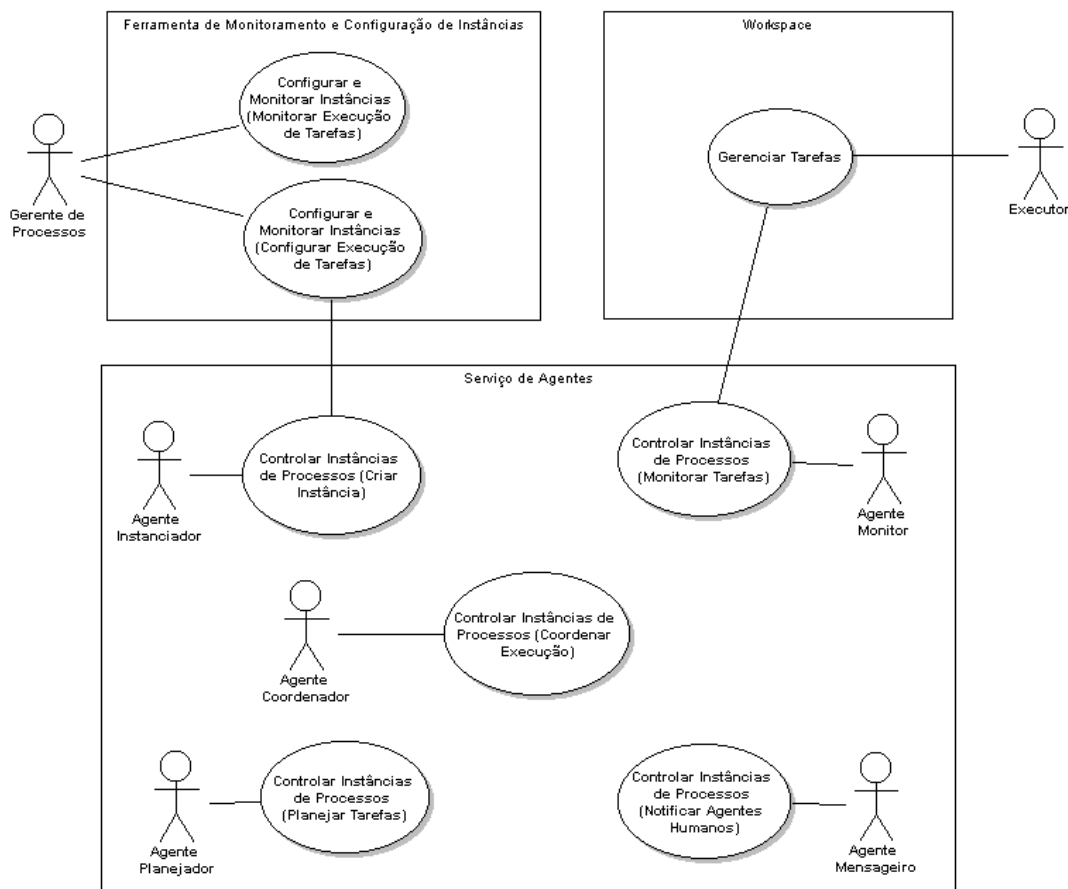 Ferramenta de Monitoramento e Configuração de Instâncias
Workspace
Configurar e
Monitorar Instâncias
(Monitorar Execução
de Tarefas)
Gerenciar Tarefas
Gerente de
Processos
Executor
Configurar e
Monitorar Instâncias
(Configurar Execução
de Tarefas)
Serviço de Agentes
Controlar Instâncias
de Processos (Criar
Instância)
Agente
Instanciador
Controlar Instâncias
de Processos
(Monitorar Tarefas)
Agente
Monitor
Controlar Instâncias de
Processos (Coordenar
Execução)
Agente
Coordenador
Controlar Instâncias
de Processos
(Planejar Tarefas)
Agente
Planejador
Controlar Instâncias
de Processos
(Notificar Agentes
Humanos)
Agente
Mensageiro